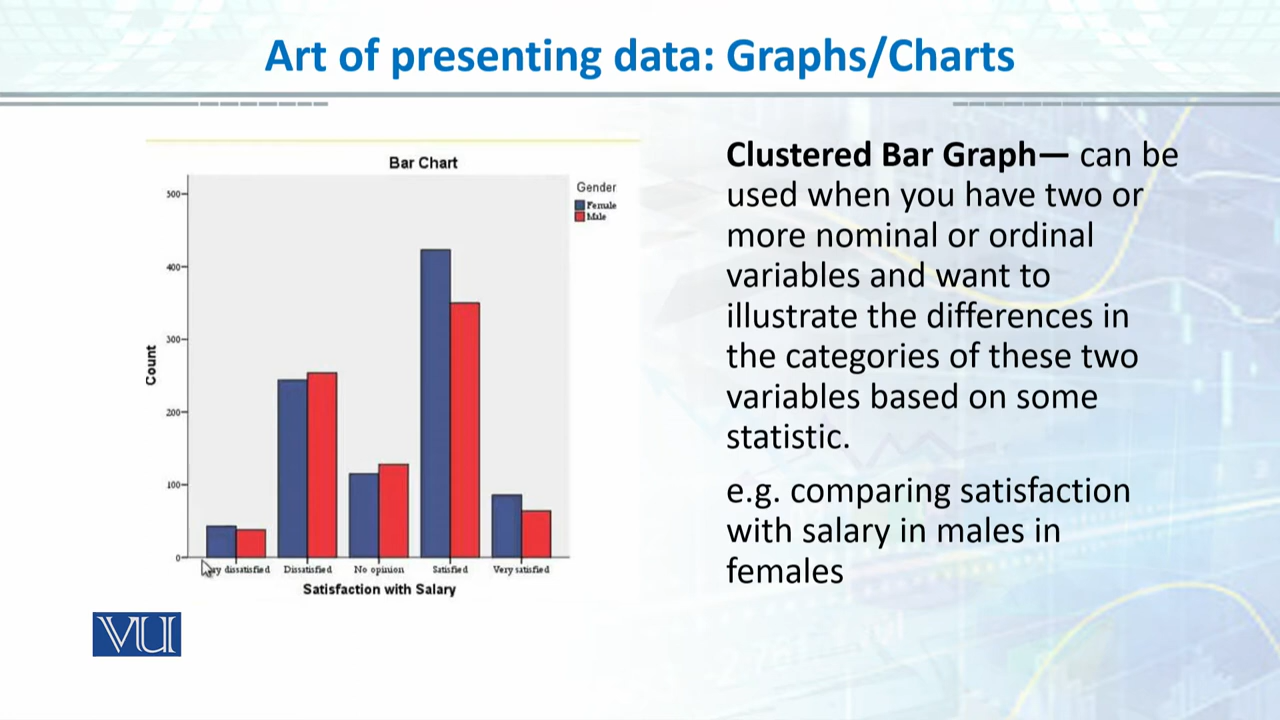 Art of presenting data: Graphs/Charts
Bar Chart
Gender
Female
Male
500
400
300
200
100
0
Count
dissatisfied Dissatisfied No opinion Satisfied Very satisfied
Satisfaction with Salary
Clustered Bar Graph— can be
used when you have two or
more nominal or ordinal
variables and want to
illustrate the differences in
the categories of these two
variables based on some
statistic.
e.g. comparing satisfaction
with salary in males in
females
VU